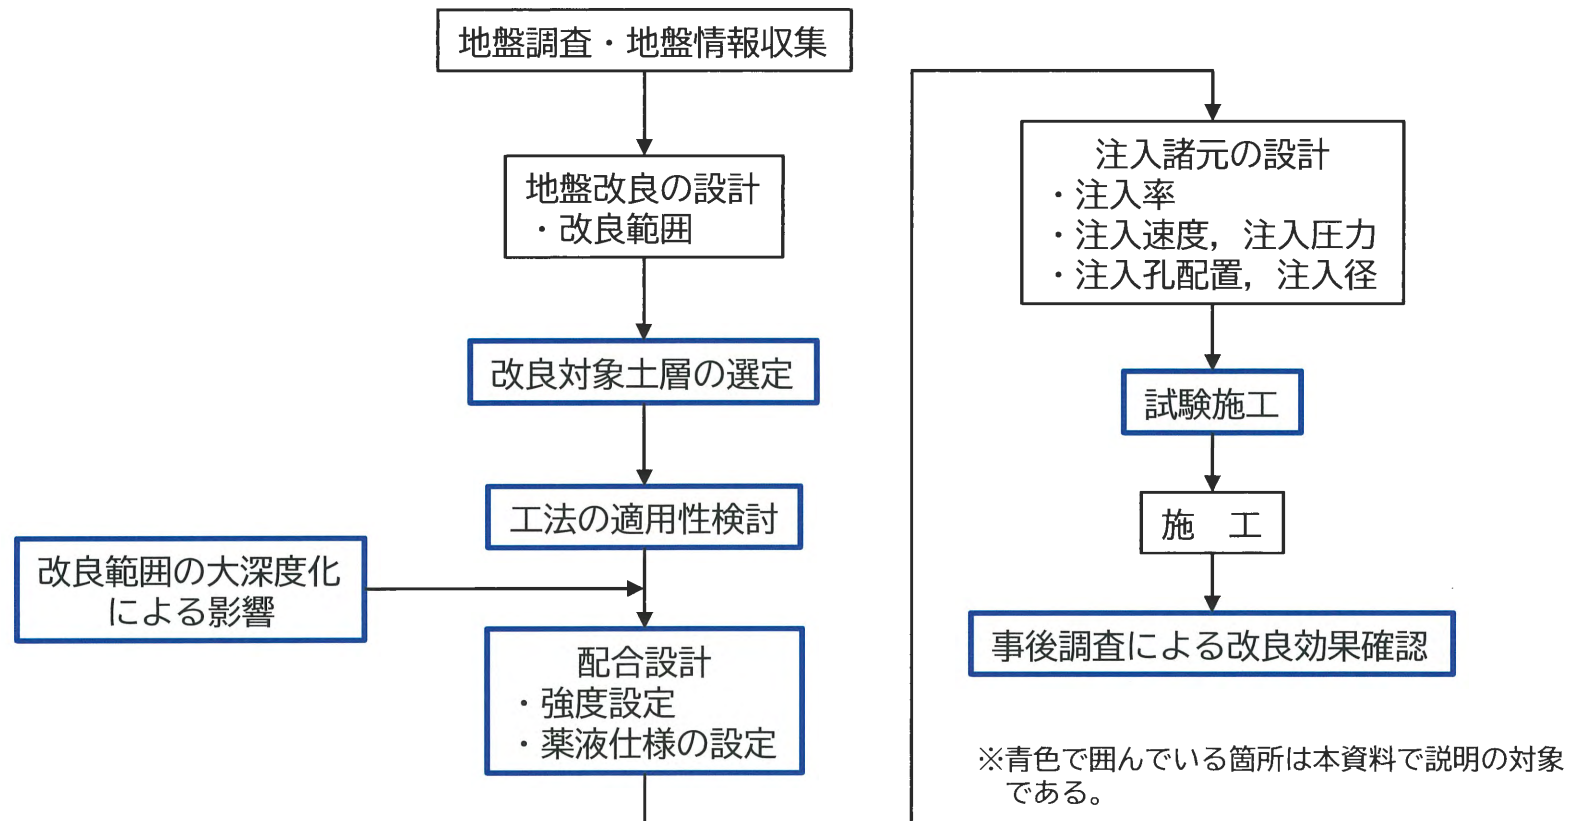 地盤調査・地盤情報収集
地盤改良の設計
・改良範囲
改良対象土層の選定
工法の適用性検討
改良範囲の大深度化
による影響
配合設計
・強度設定
・薬液仕様の設定
注入諸元の設計
・注入率
・注入速度，注入圧力
・注入孔配置，注入径
試験施工
施　工
事後調査による改良効果確認
※青色で囲んでいる箇所は本資料で説明の対象
である。